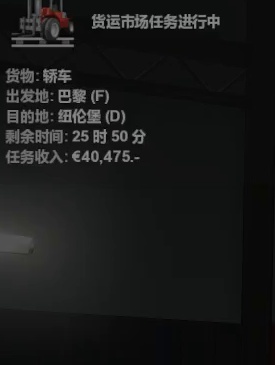 货运市场任务进行中
货物: 轿车
出发地: 巴黎 (F)
目的地: 纽伦堡 (D)
剩余时间: 25 时 50 分
任务收入: €40,475.-